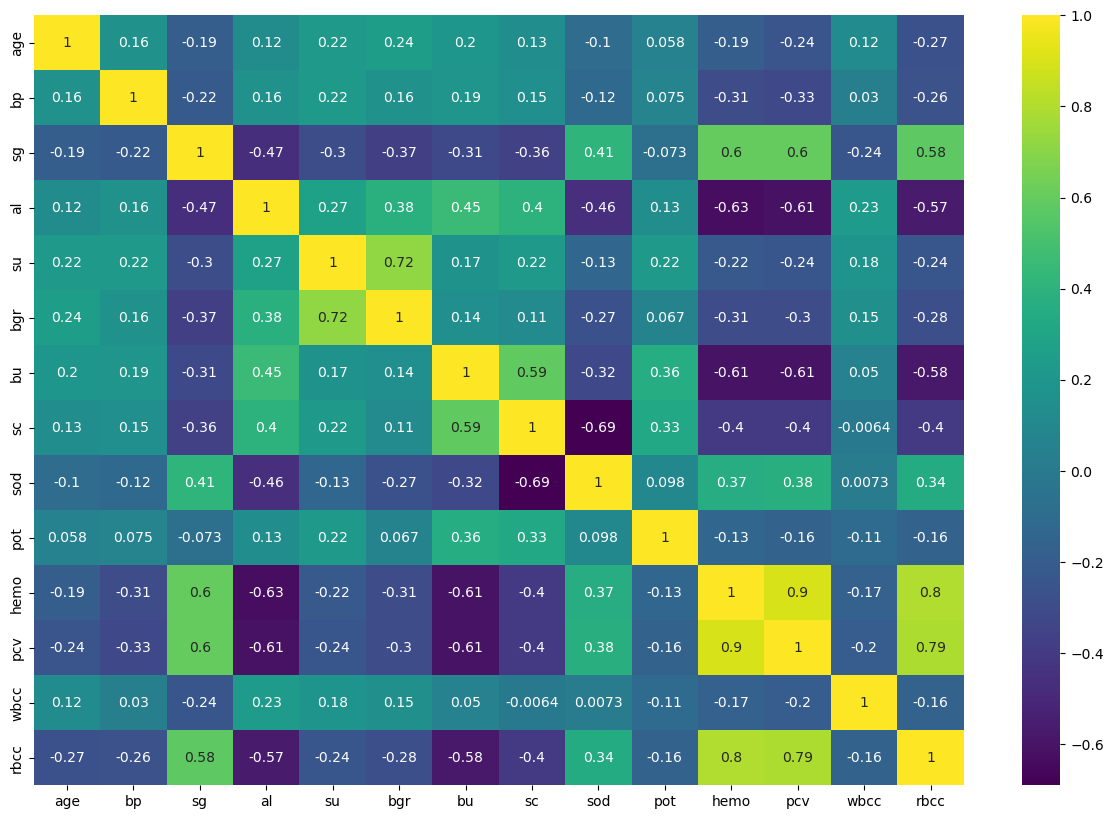 age 1 0.16 -0.19 0.12 0.22 0.24 0.2 0.13 -0.1 0.058 -0.19 -0.24 0.12 -0.27
bp 0.16 1 -0.22 0.16 0.22 0.16 0.19 0.15 -0.12 0.075 -0.31 -0.33 0.03 -0.26
sg -0.19 -0.22 1 -0.47 -0.3 -0.37 -0.31 -0.36 0.41 -0.073 0.6 0.6 -0.24 0.58
al 0.12 0.16 -0.47 1 0.27 0.38 0.45 0.4 -0.46 0.13 -0.63 -0.61 0.23 -0.57
su 0.22 0.22 -0.3 0.27 1 0.72 0.17 0.22 -0.13 0.22 -0.22 -0.24 0.18 -0.24
bgr 0.24 0.16 -0.37 0.38 0.72 1 0.14 0.11 -0.27 0.067 -0.31 -0.3 0.15 -0.28
bu 0.2 0.19 -0.31 0.45 0.17 0.14 1 0.59 -0.32 0.36 -0.61 -0.61 0.05 -0.58
sc 0.13 0.15 -0.36 0.4 0.22 0.11 0.59 1 -0.69 0.33 -0.4 -0.4 -0.0064 -0.4
sod -0.1 -0.12 0.41 -0.46 -0.13 -0.27 -0.32 -0.69 1 0.098 0.37 0.38 0.0073 0.34
pot 0.058 0.075 -0.073 0.13 0.22 0.067 0.36 0.33 0.098 1 -0.13 -0.16 -0.11 -0.16
hemo -0.19 -0.31 0.6 -0.63 -0.22 -0.31 -0.61 -0.4 0.37 -0.13 1 0.9 -0.17 0.8
pcv -0.24 -0.33 0.6 -0.61 -0.24 -0.3 -0.61 -0.4 0.38 -0.16 0.9 1 -0.2 0.79
wbcc 0.12 0.03 -0.24 0.23 0.18 0.15 0.05 -0.0064 0.0073 -0.11 -0.17 -0.2 1 -0.16
rbcc -0.27 -0.26 0.58 -0.57 -0.24 -0.28 -0.58 -0.4 0.34 -0.16 0.8 0.79 -0.16 1
age bp sg al su bgr bu sc sod pot hemo pcv wbcc rbcc
1.0
0.8
0.6
0.4
0.2
0.0
−0.2
−0.4
−0.6